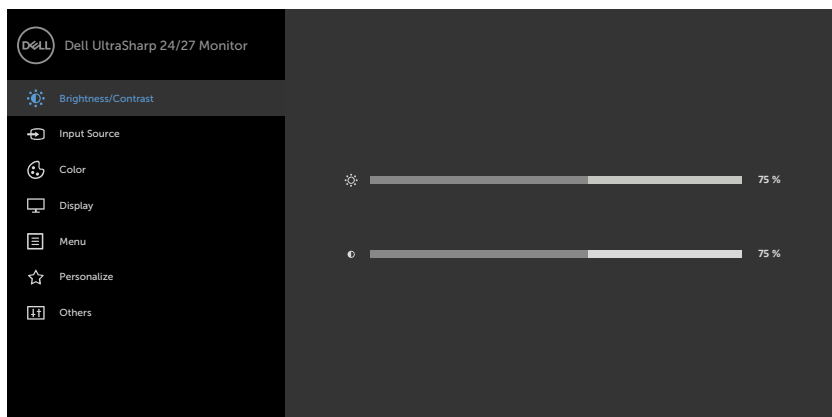 DELL Dell UltraSharp 24/27 Monitor
Brightness/Contrast
Input Source
Color
75 %
Display
Menu
75 %
Personalize
Others